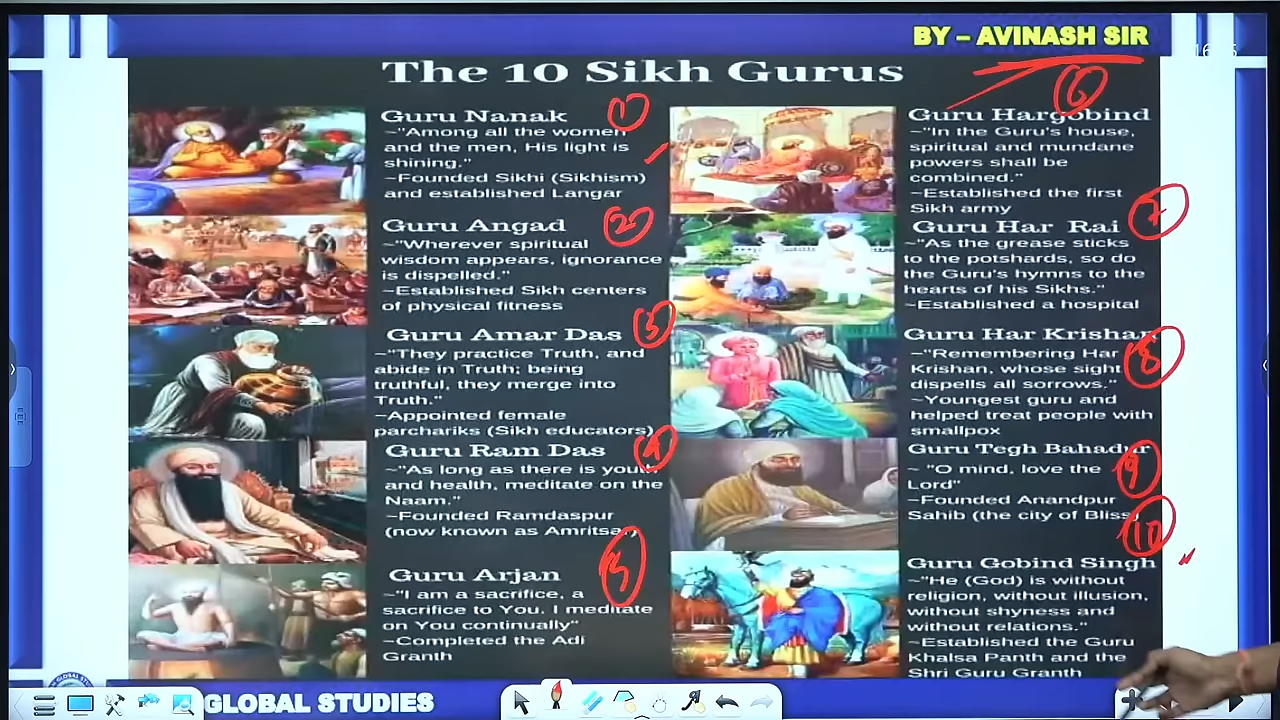 BY – AVINASH SIR
The 10 Sikh Gurus
Guru Nanak
1
~"Among all the women
and the men, His light is
shining."
~Founded Sikhi (Sikhism)
and established Langar
Guru Angad
2
~"Wherever spiritual
wisdom appears, ignorance
is dispelled."
~Established Sikh centers
of physical fitness
Guru Amar Das
3
~"They practice Truth, and
abide in Truth; being
truthful, they merge into
Truth."
~Appointed female
parchariks (Sikh educators)
Guru Ram Das
4
~"As long as there is youth
and health, meditate on the
Naam."
~Founded Ramdaspur
(now known as Amritsar)
Guru Arjan
5
~"I am a sacrifice, a
sacrifice to You. I meditate
on You continually"
~Completed the Adi
Granth
6
Guru Hargobind
~"In the Guru's house,
spiritual and mundane
powers shall be
combined."
~Established the first
Sikh army
7
Guru Har Rai
~"As the grease sticks
to the potshards, so do
the Guru's hymns to the
hearts of his Sikhs."
~Established a hospital
Guru Har Krishan
8
~"Remembering Har
Krishan, whose sight
dispells all sorrows."
~Youngest guru and
helped treat people with
smallpox
Guru Tegh Bahadur
9
~ "O mind, love the
Lord"
~Founded Anandpur
Sahib (the city of Bliss)
10
Guru Gobind Singh
~"He (God) is without
religion, without illusion,
without shyness and
without relations."
~Established the Guru
Khalsa Panth and the
Shri Guru Granth
GLOBAL STUDIES